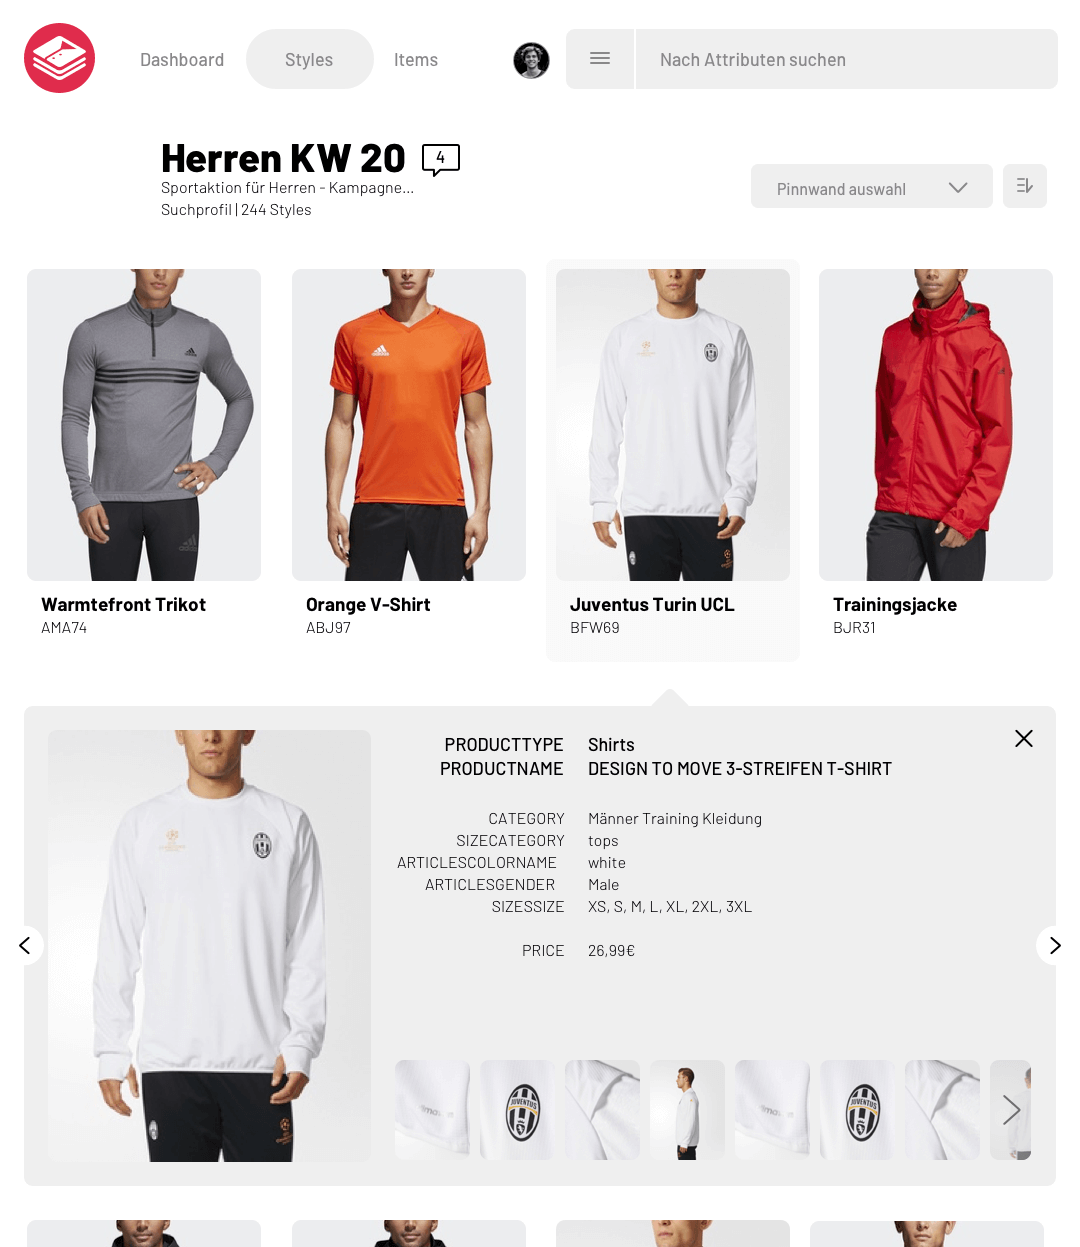 Dashboard Styles Items Nach Attributen suchen
Herren KW 20 4
Sportaktion für Herren - Kampagne...
Suchprofil | 244 Styles
Pinnwand auswahl
Warmtefront Trikot
AMA74
Orange V-Shirt
ABJ97
Juventus Turin UCL
BFW69
Trainingsjacke
BJR31
PRODUCTTYPE Shirts
PRODUCTNAME DESIGN TO MOVE 3-STREIFEN T-SHIRT
CATEGORY Männer Training Kleidung
SIZECATEGORY tops
ARTICLESCOLORNAME white
ARTICLESGENDER Male
SIZESSIZE XS, S, M, L, XL, 2XL, 3XL
PRICE 26,99€
JUVENTUS
JUVENTUS